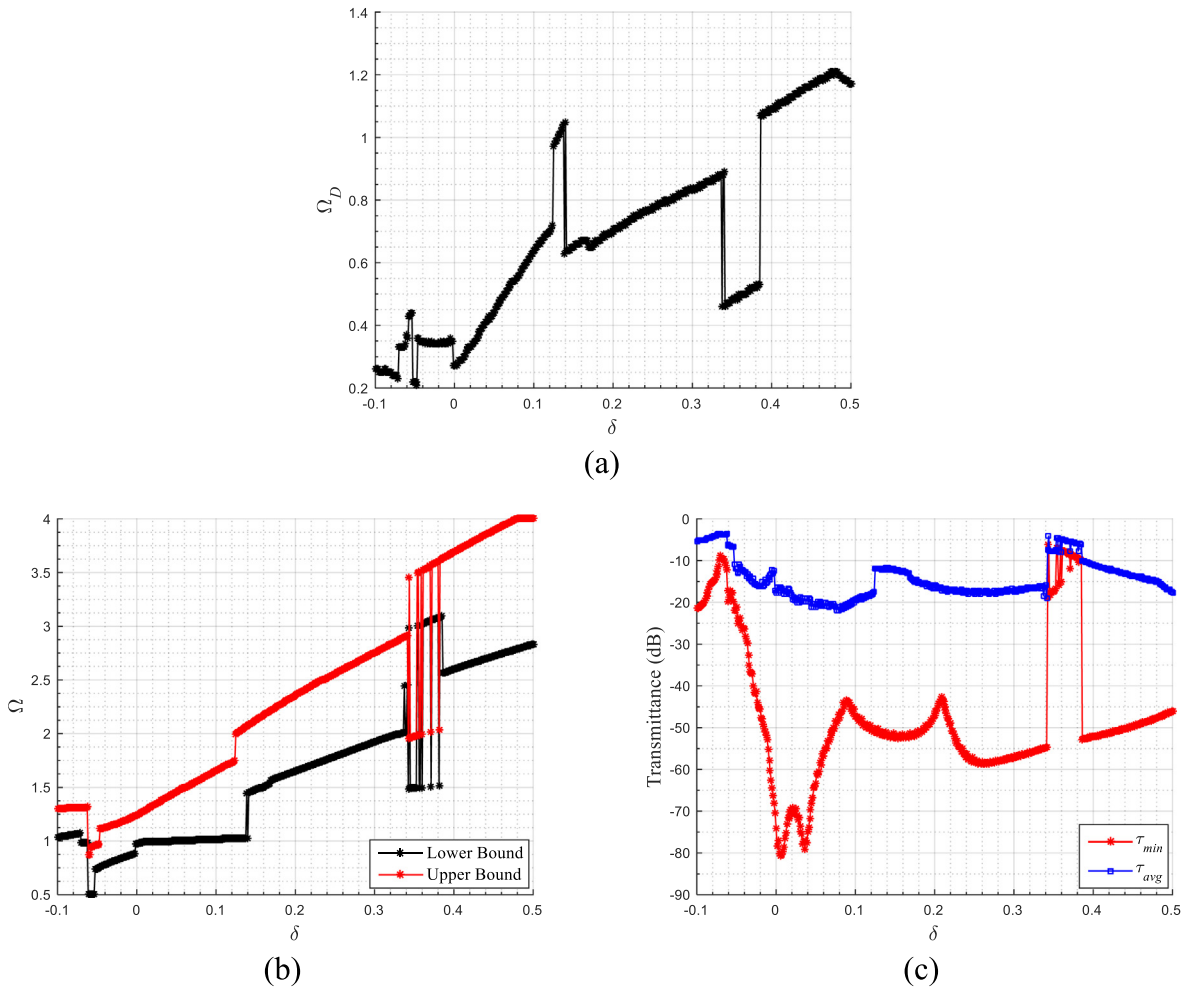 1.4
1.2
1
0.8
0.6
0.4
0.2
Ω_D
-0.1 0 0.1 0.2 0.3 0.4 0.5
δ
(a)
4
3.5
3
2.5
2
1.5
1
0.5
Ω
Lower Bound
Upper Bound
-0.1 0 0.1 0.2 0.3 0.4 0.5
δ
(b)
0
-10
-20
-30
-40
-50
-60
-70
-80
-90
Transmittance (dB)
τ_min
τ_avg
-0.1 0 0.1 0.2 0.3 0.4 0.5
δ
(c)